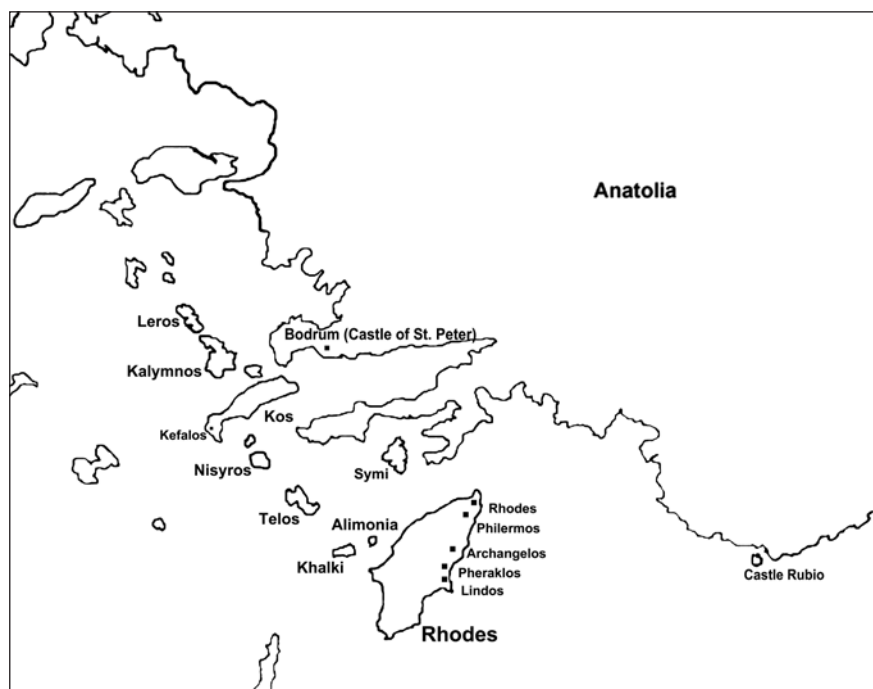 Anatolia
Leros
Bodrum (Castle of St. Peter)
Kalymnos
Kos
Kefalos
Nisyros
Symi
Telos
Alimonia
Rhodes
Philermos
Khalki
Archangelos
Pheraklos
Castle Rubio
Lindos
Rhodes